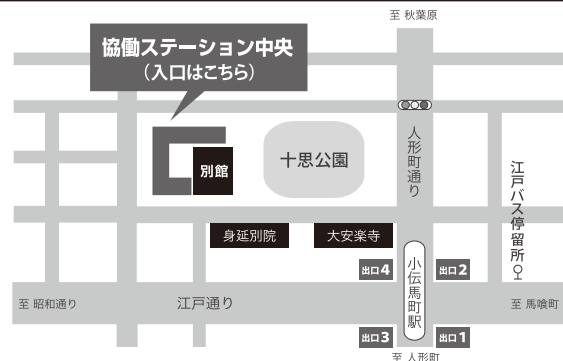 至 秋葉原
協働ステーション中央
（入口はこちら）
人形町通り
十思公園
別館
江戸バス停留所
身延別院
大安楽寺
小伝馬町駅
出口4
出口2
至 昭和通り
江戸通り
至 馬喰町
出口3
出口1
至 人形町